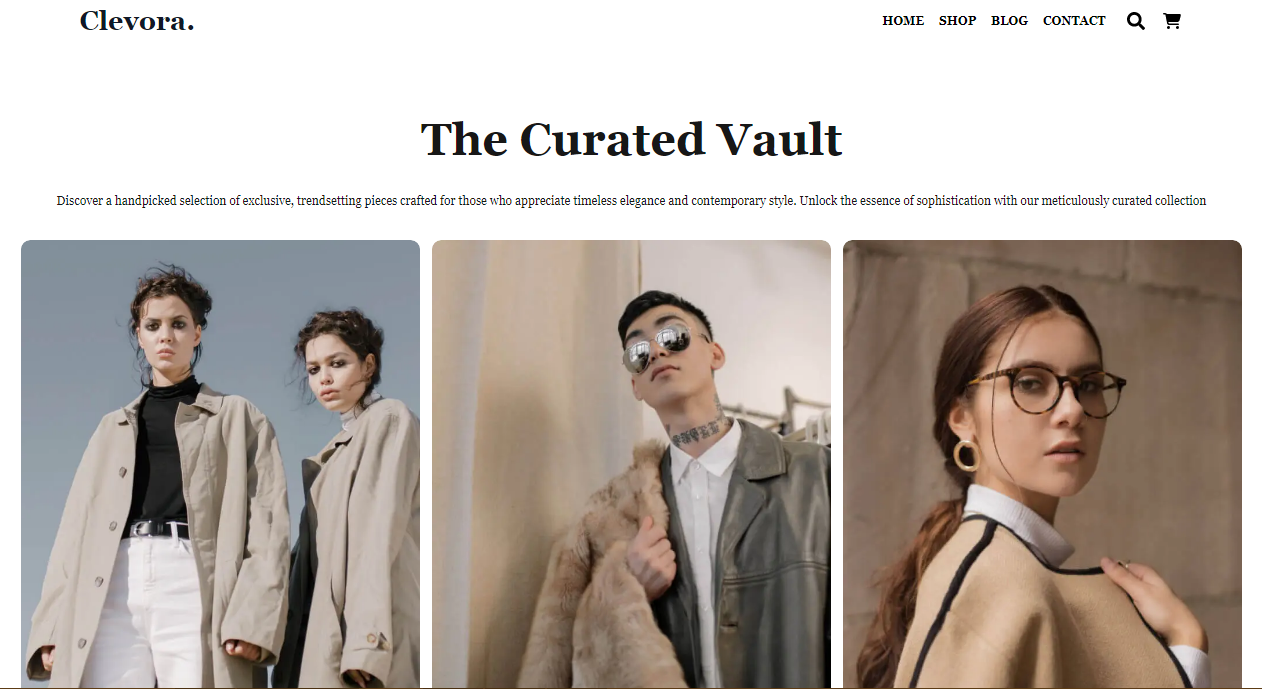 Clevora.
HOME SHOP BLOG CONTACT
The Curated Vault
Discover a handpicked selection of exclusive, trendsetting pieces crafted for those who appreciate timeless elegance and contemporary style. Unlock the essence of sophistication with our meticulously curated collection